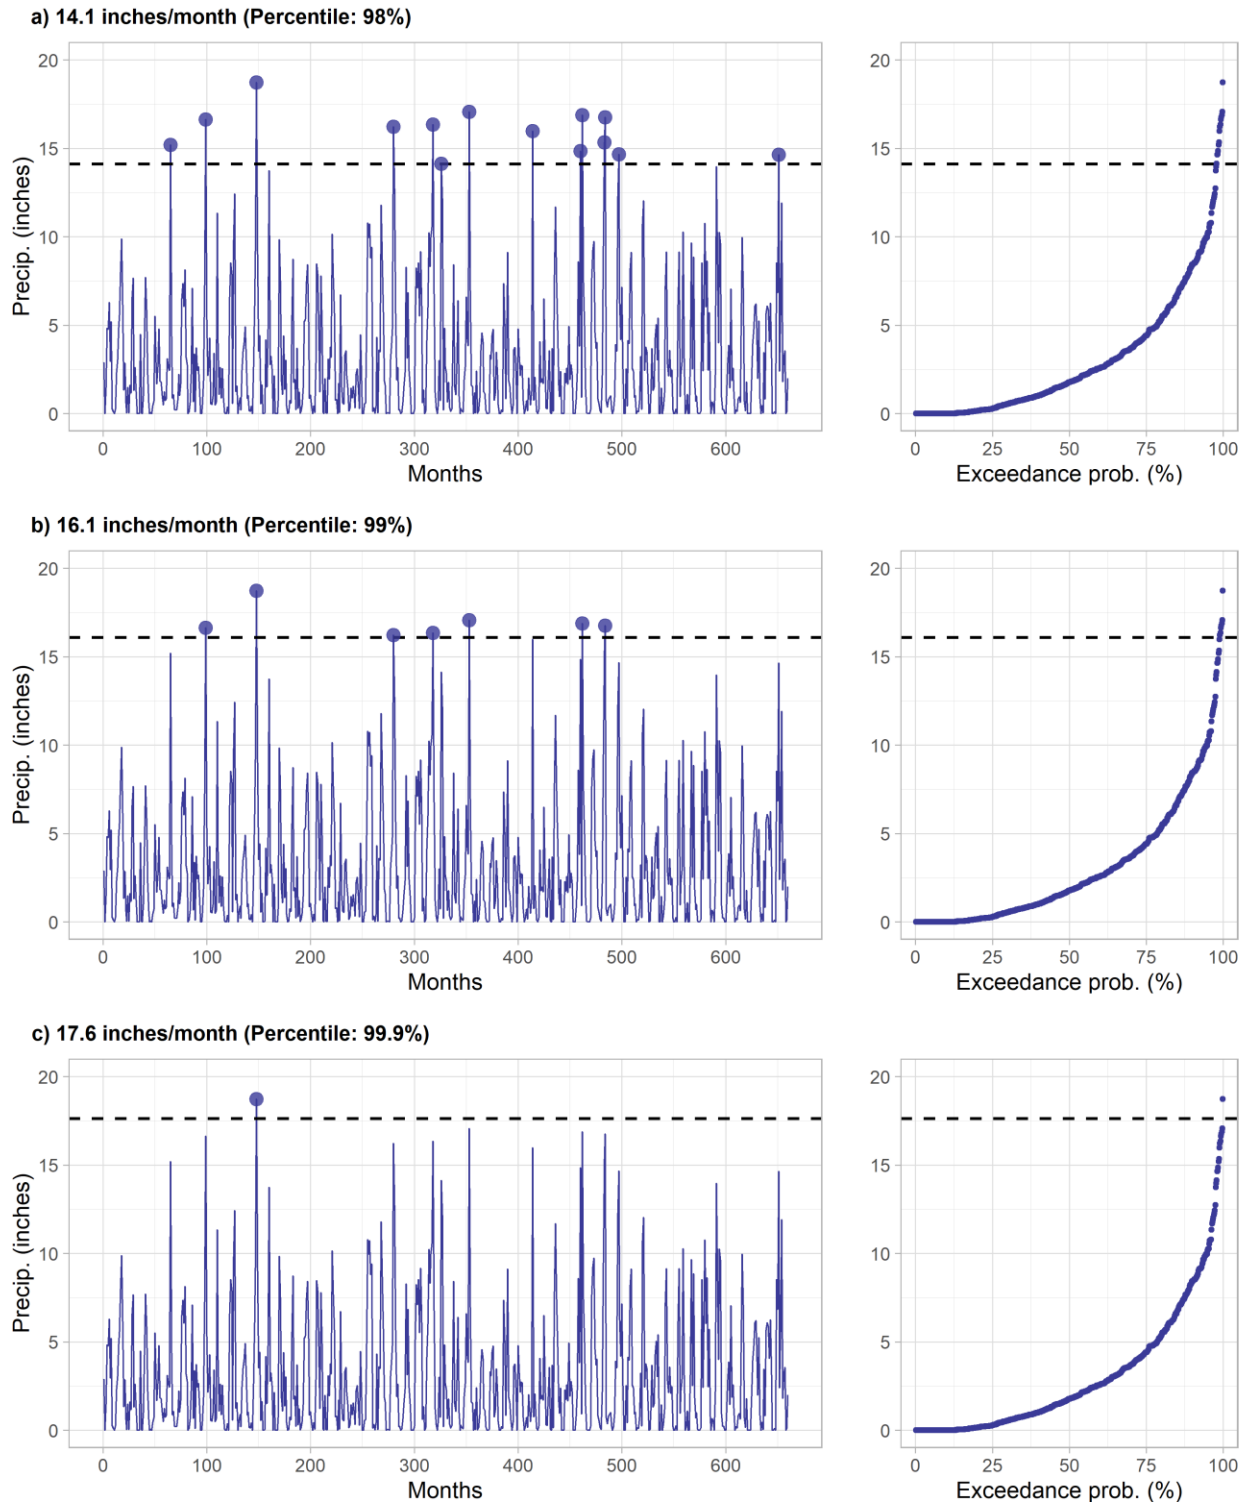 a) 14.1 inches/month (Percentile: 98%)
Precip. (inches)
20
15
10
5
0
0 100 200 300 400 500 600
Months
20
15
10
5
0
0 25 50 75 100
Exceedance prob. (%)
b) 16.1 inches/month (Percentile: 99%)
Precip. (inches)
20
15
10
5
0
0 100 200 300 400 500 600
Months
20
15
10
5
0
0 25 50 75 100
Exceedance prob. (%)
c) 17.6 inches/month (Percentile: 99.9%)
Precip. (inches)
20
15
10
5
0
0 100 200 300 400 500 600
Months
20
15
10
5
0
0 25 50 75 100
Exceedance prob. (%)